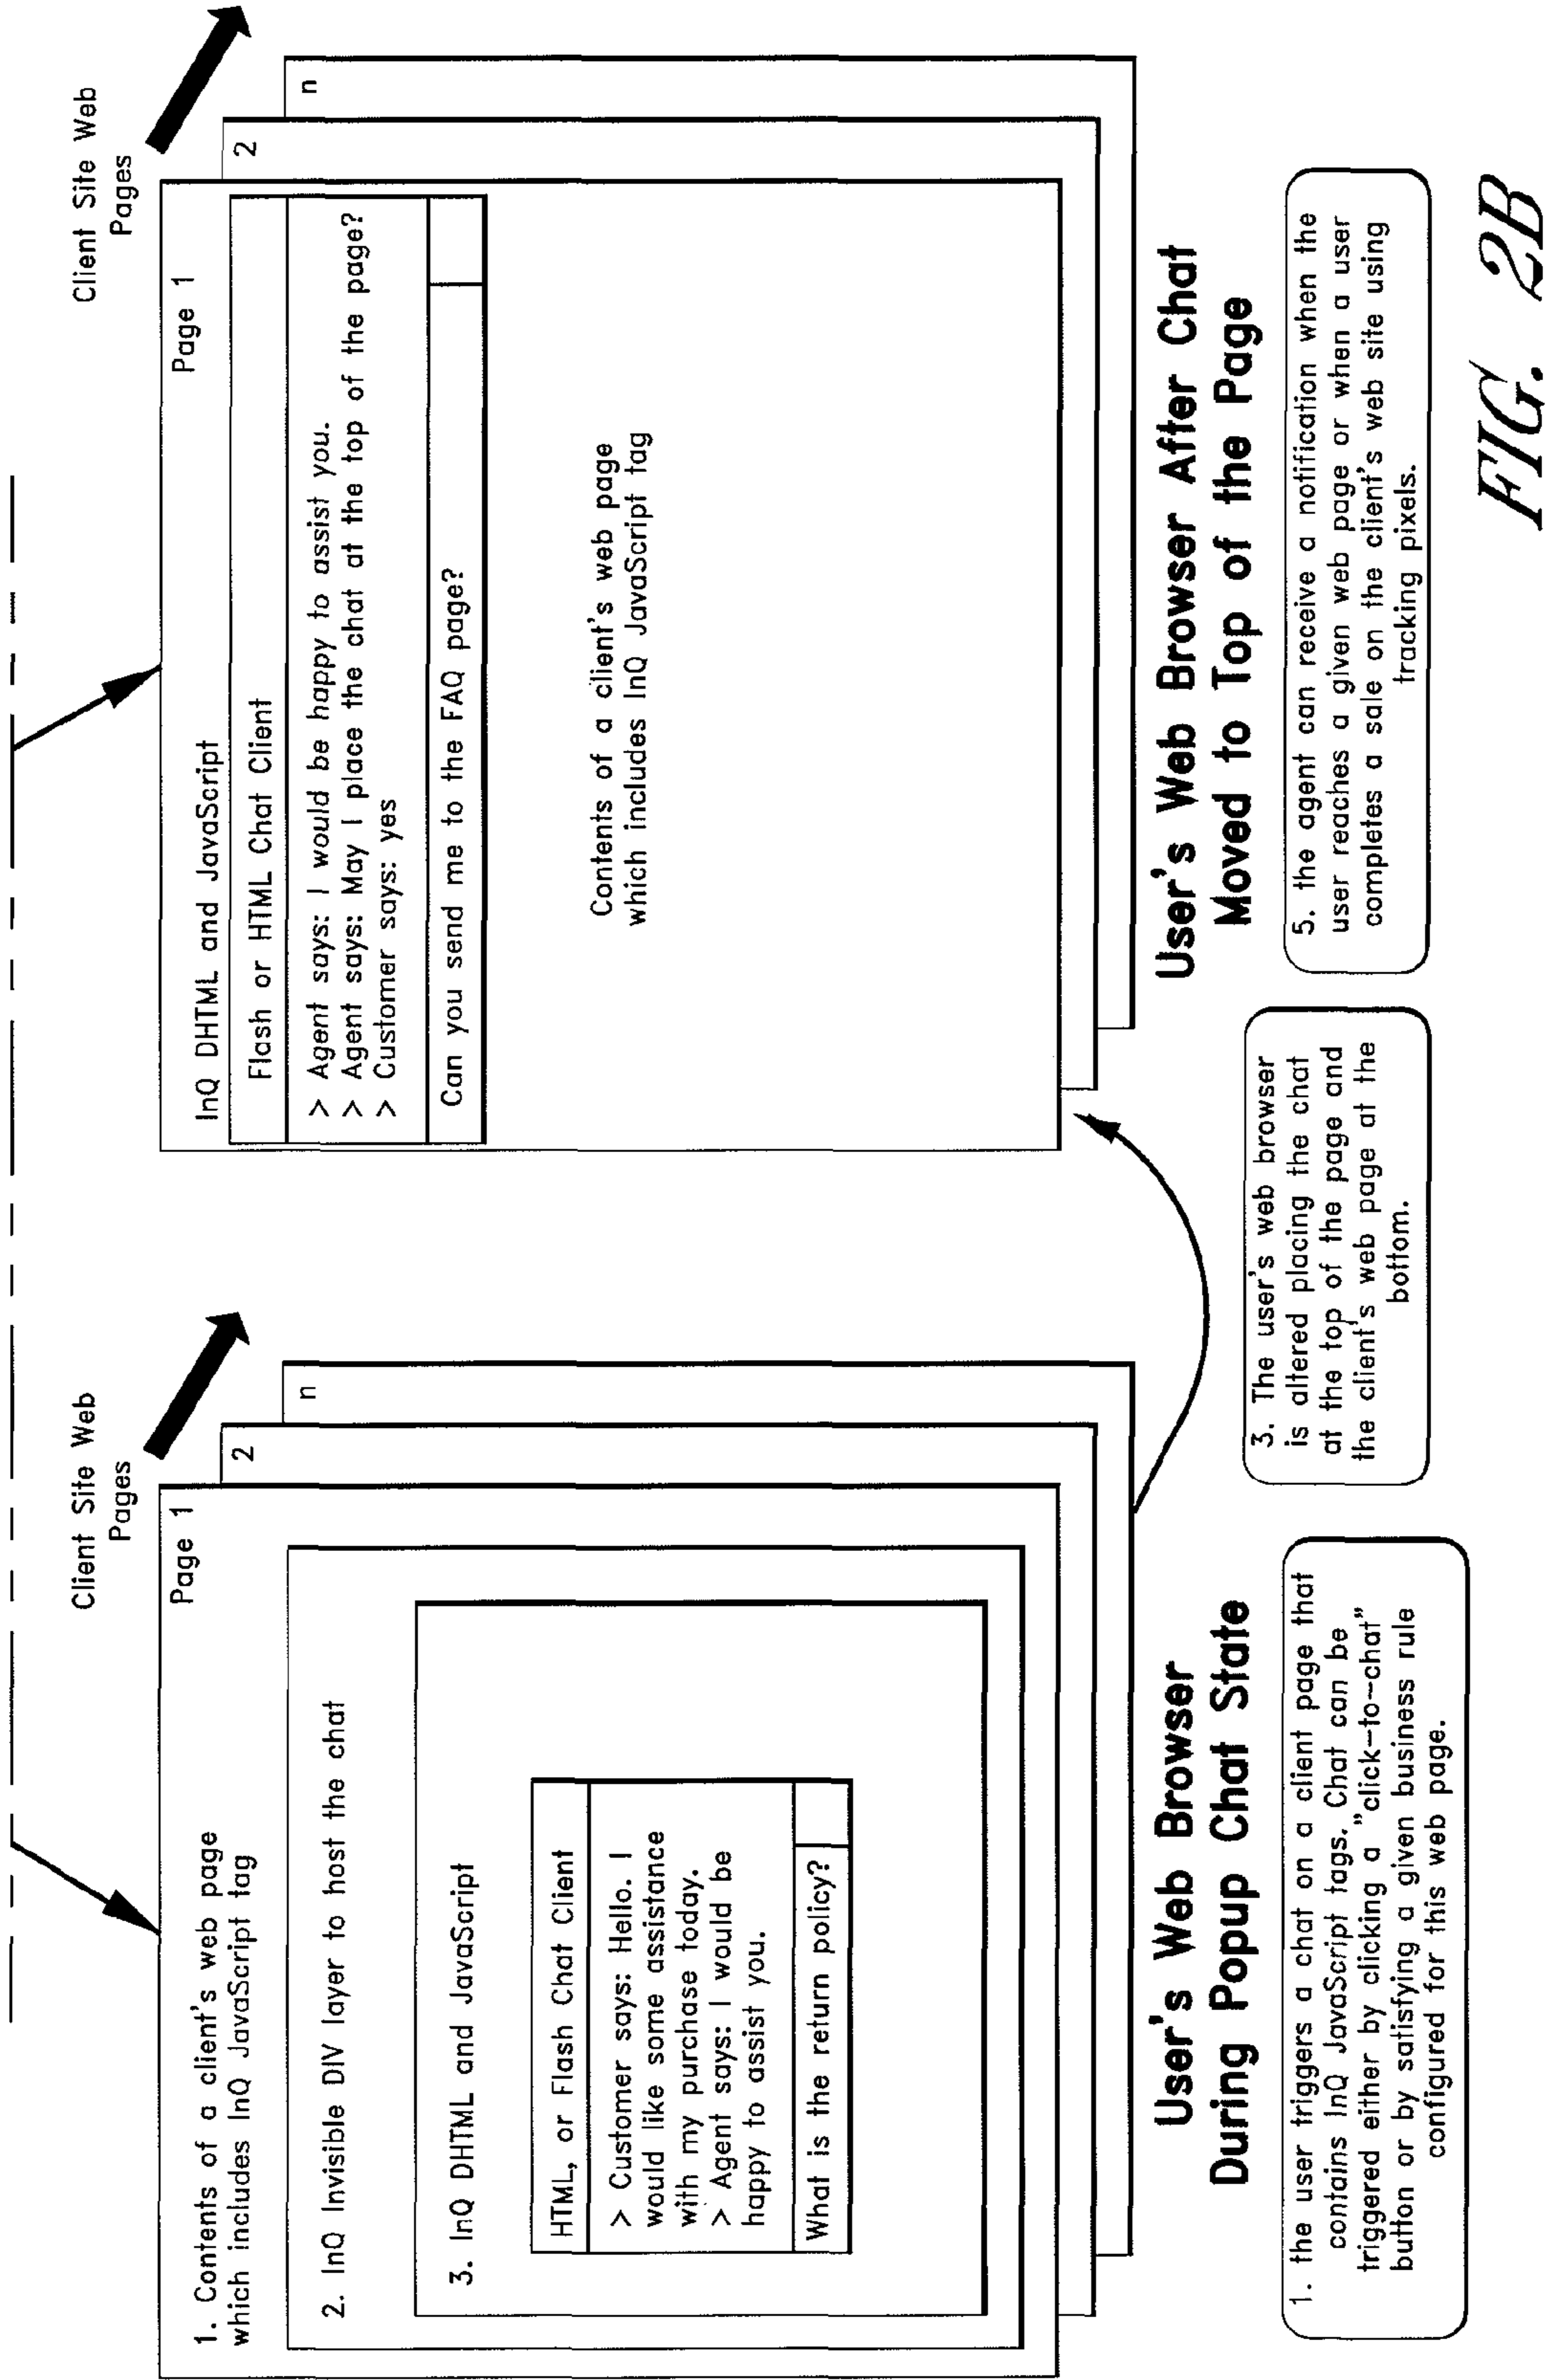 Client Site Web
Pages
Page 1
2
n
1. Contents of a client's web page
which includes InQ JavaScript tag
2. InQ Invisible DIV layer to host the chat
3. InQ DHTML and JavaScript
HTML, or Flash Chat Client
> Customer says: Hello. I
would like some assistance
with my purchase today.
> Agent says: I would be
happy to assist you.
What is the return policy?
User's Web Browser
During Popup Chat State
1. the user triggers a chat on a client page that
contains InQ JavaScript tags. Chat can be
triggered either by clicking a "click-to-chat"
button or by satisfying a given business rule
configured for this web page.
3. The user's web browser
is altered placing the chat
at the top of the page and
the client's web page at the
bottom.
Client Site Web
Pages
Page 1
2
n
InQ DHTML and JavaScript
Flash or HTML Chat Client
> Agent says: I would be happy to assist you.
> Agent says: May I place the chat at the top of the page?
> Customer says: yes
Can you send me to the FAQ page?
Contents of a client's web page
which includes InQ JavaScript tag
User's Web Browser After Chat
Moved to Top of the Page
5. the agent can receive a notification when the
user reaches a given web page or when a user
completes a sale on the client's web site using
tracking pixels.
FIG. 2B